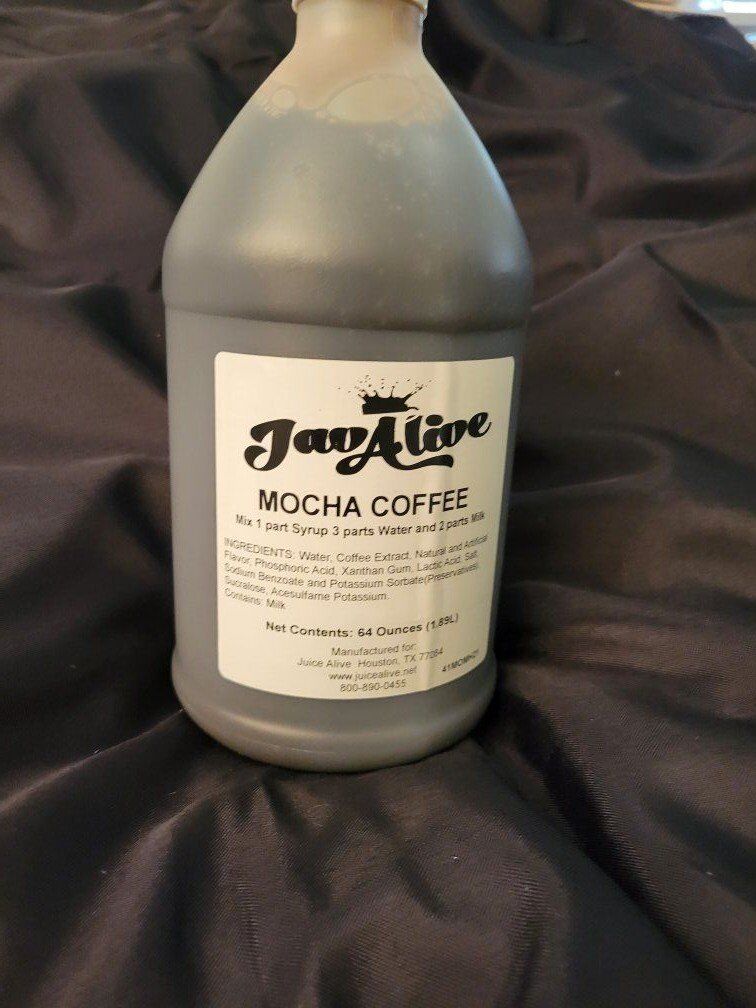 JavAlive
MOCHA COFFEE
Mix 1 part Syrup 3 parts Water and 2 parts Milk
INGREDIENTS: Water, Coffee Extract, Natural and Artificial
Flavor, Phosphoric Acid, Xanthan Gum, Lactic Acid, Salt,
Sodium Benzoate and Potassium Sorbate(Preservatives),
Sucralose, Acesulfame Potassium.
Contains: Milk
Net Contents: 64 Ounces (1.89L)
Manufactured for:
Juice Alive Houston, TX 77084
www.juicealive.net
800-890-0455